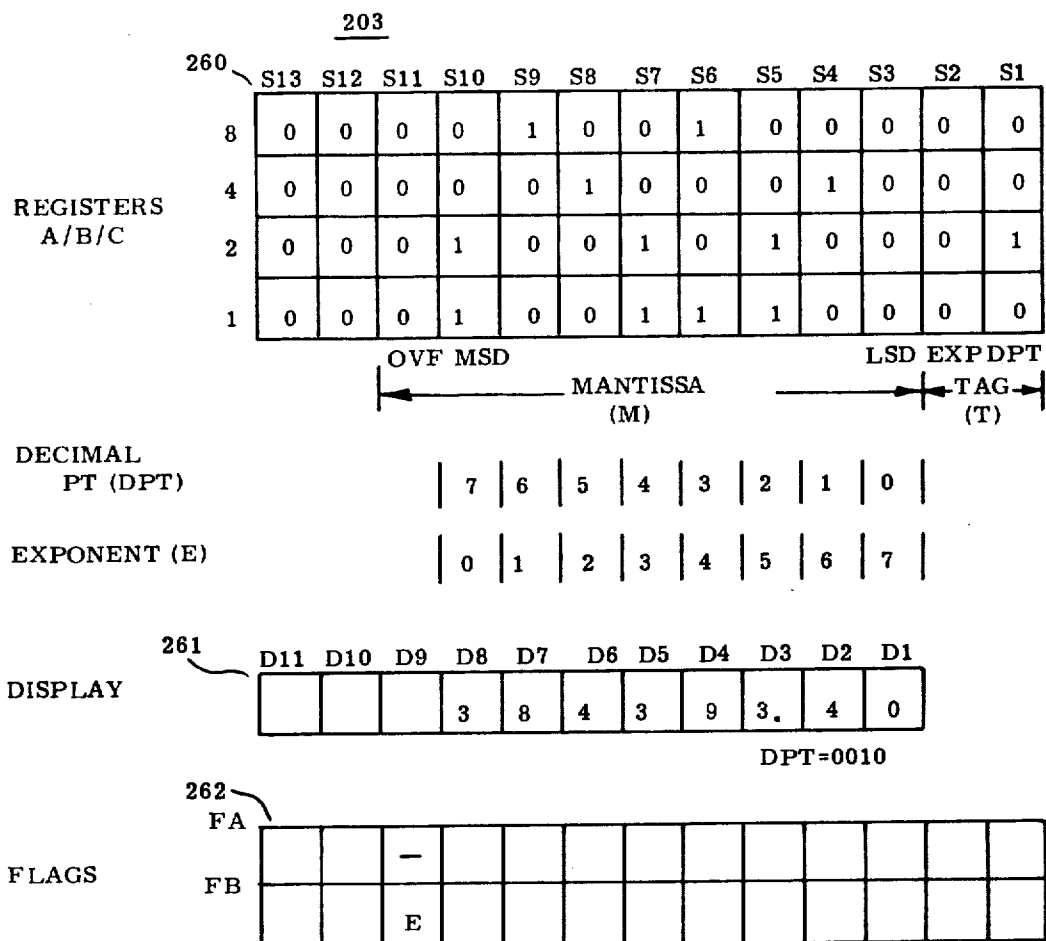 203
260 S13 S12 S11 S10 S9 S8 S7 S6 S5 S4 S3 S2 S1
8 0 0 0 0 1 0 0 1 0 0 0 0 0
4 0 0 0 0 0 1 0 0 0 1 0 0 0
REGISTERS
A/B/C
2 0 0 0 1 0 0 1 0 1 0 0 0 1
1 0 0 0 1 0 0 1 1 1 0 0 0 0
OVF MSD LSD EXP DPT
MANTISSA TAG
(M) (T)
DECIMAL
PT (DPT) 7 6 5 4 3 2 1 0
EXPONENT (E) 0 1 2 3 4 5 6 7
261 D11 D10 D9 D8 D7 D6 D5 D4 D3 D2 D1
DISPLAY 3 8 4 3 9 3. 4 0
DPT=0010
262
FA –
FLAGS
FB E